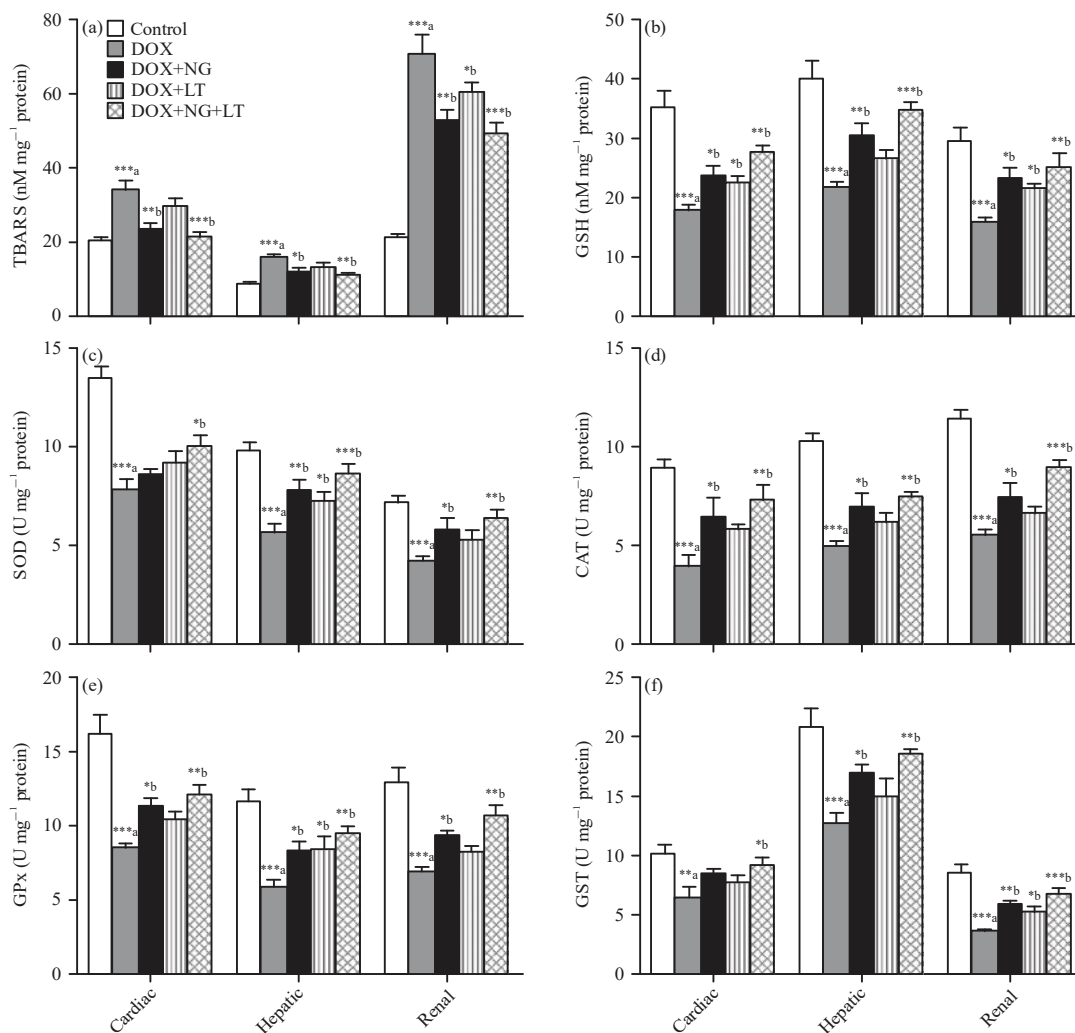 (a)
Control
DOX
DOX+NG
DOX+LT
DOX+NG+LT
TBARS (nM mg⁻¹ protein)
80
60
40
20
0
***a
**b
***b
***a
*b
**b
***a
**b
*b
***b
(b)
GSH (nM mg⁻¹ protein)
50
40
30
20
10
0
***a
*b
*b
**b
***a
**b
***b
***a
*b
*b
**b
(c)
SOD (U mg⁻¹ protein)
15
10
5
0
***a
*b
***a
**b
*b
***b
***a
*b
**b
(d)
CAT (U mg⁻¹ protein)
15
10
5
0
***a
*b
**b
***a
*b
**b
***a
*b
***b
(e)
GPx (U mg⁻¹ protein)
20
15
10
5
0
***a
*b
**b
***a
*b
*b
**b
***a
*b
**b
Cardiac
Hepatic
Renal
(f)
GST (U mg⁻¹ protein)
25
20
15
10
5
0
**a
*b
***a
*b
**b
***a
**b
*b
***b
Cardiac
Hepatic
Renal